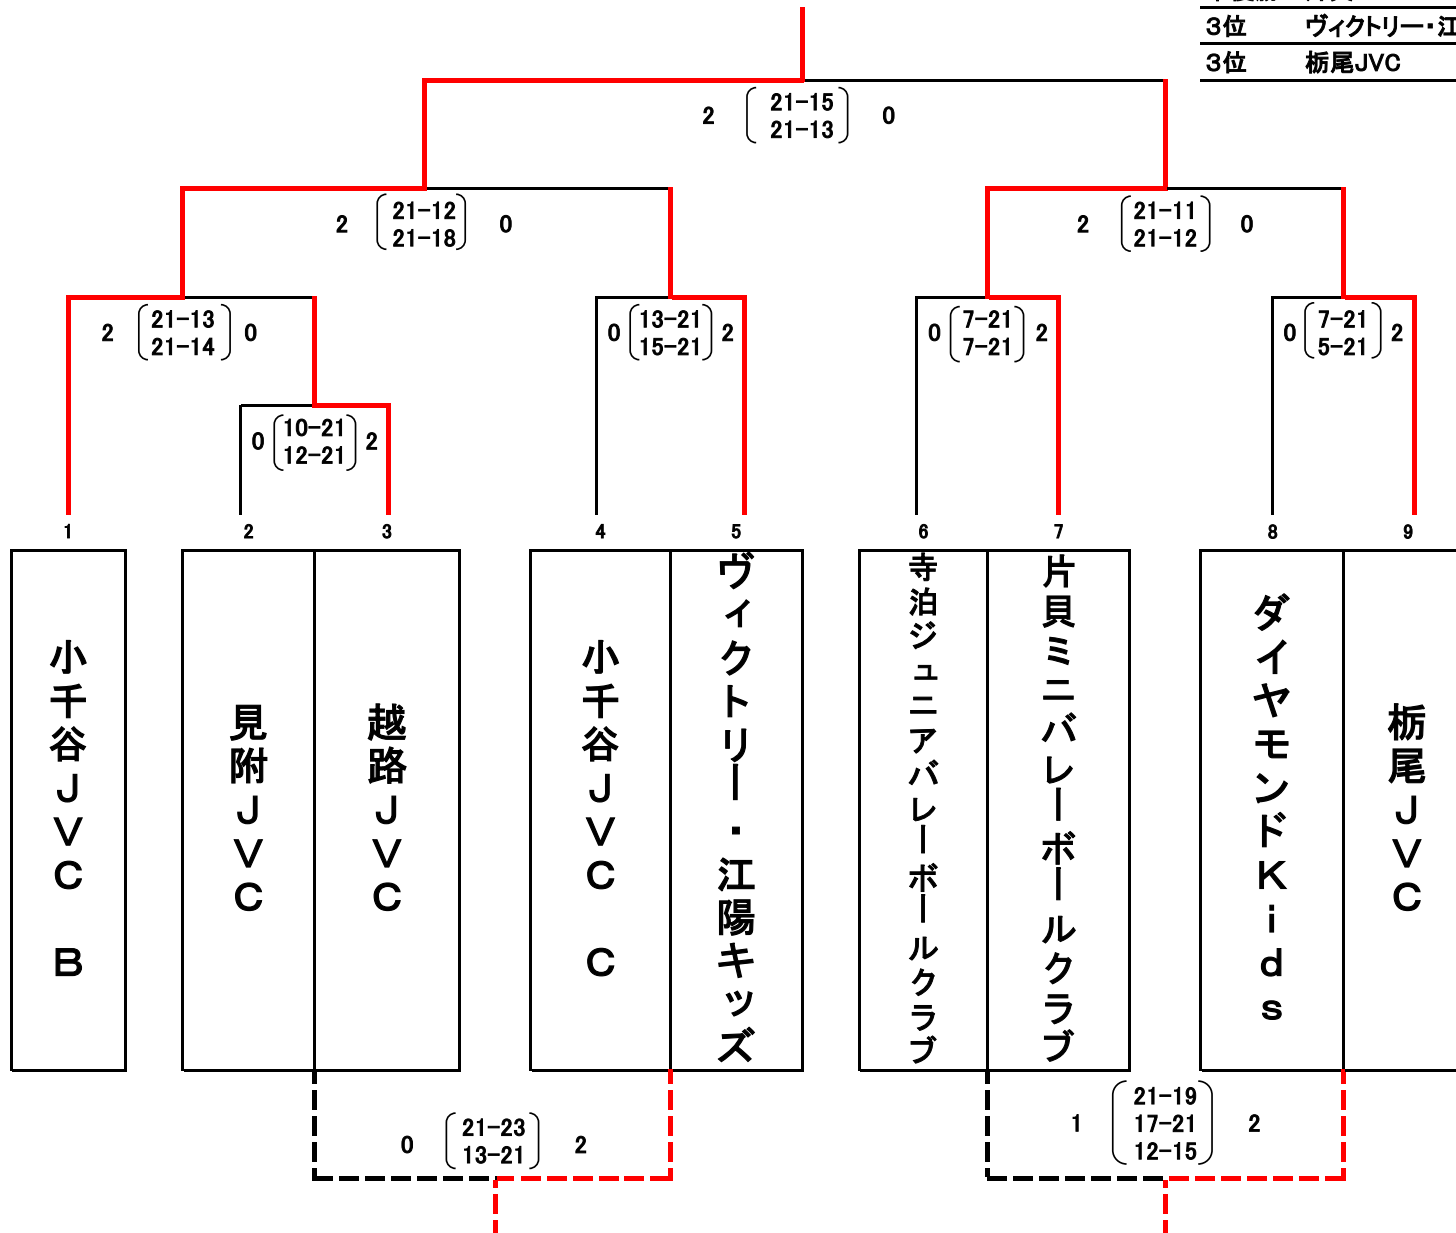 3位 ヴィクトリー・江
3位 栃尾JVC
2 21-15 0
21-13
2 21-12 0
21-18
2 21-11 0
21-12
2 21-13 0
21-14
0 13-21 2
15-21
0 7-21 2
7-21
0 7-21 2
5-21
0 10-21 2
12-21
1 2 3 4 5 6 7 8 9
小千谷JVC B
見附JVC
越路JVC
小千谷JVC C
ヴィクトリー・江陽キッズ
寺泊ジュニアバレーボールクラブ
片貝ミニバレーボールクラブ
ダイヤモンドKids
栃尾JVC
0 21-23 2
13-21
1 21-19 2
17-21
12-15